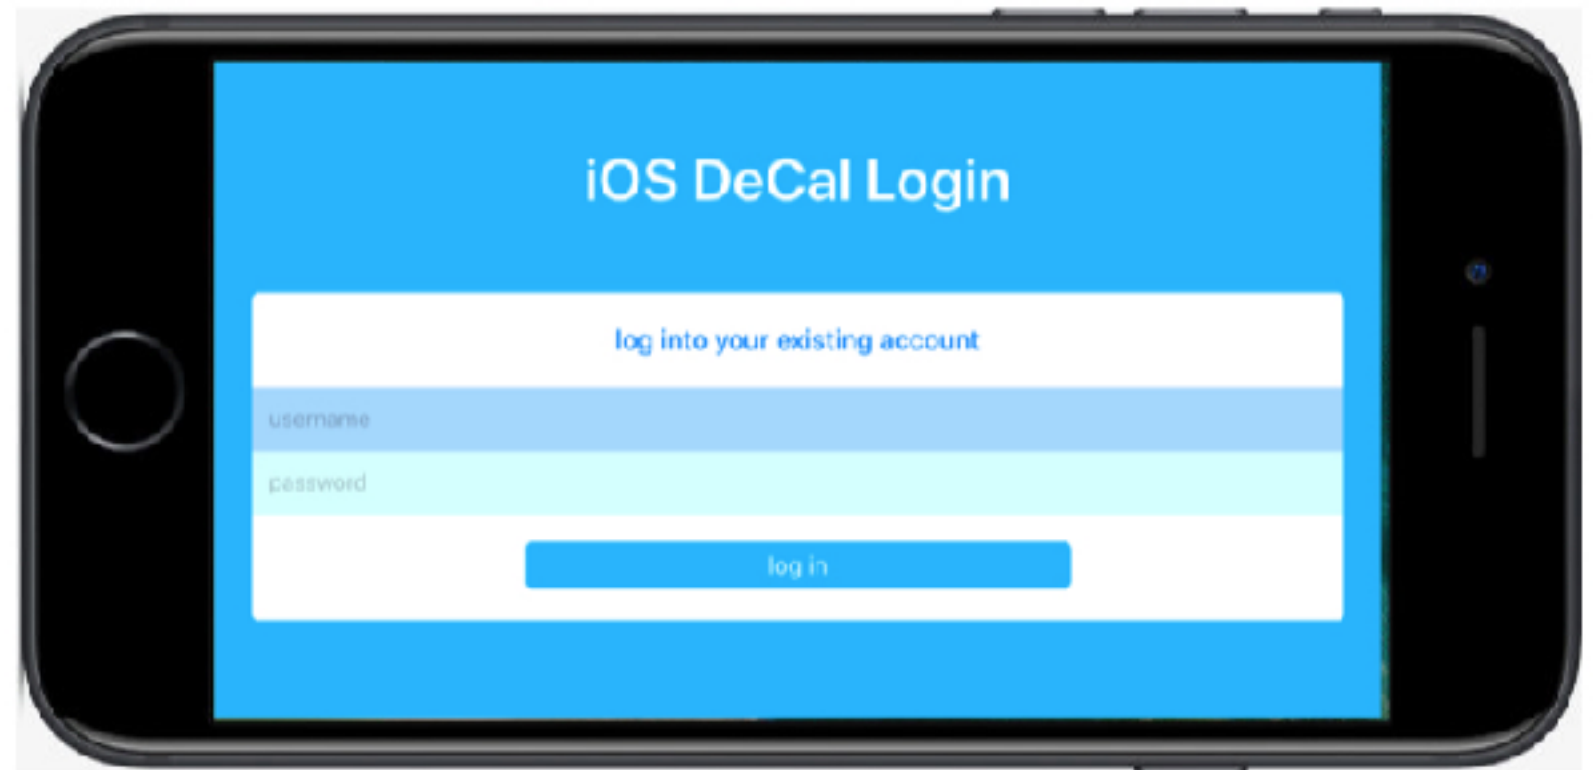 iOS DeCal Login
log into your existing account
username
password
log in